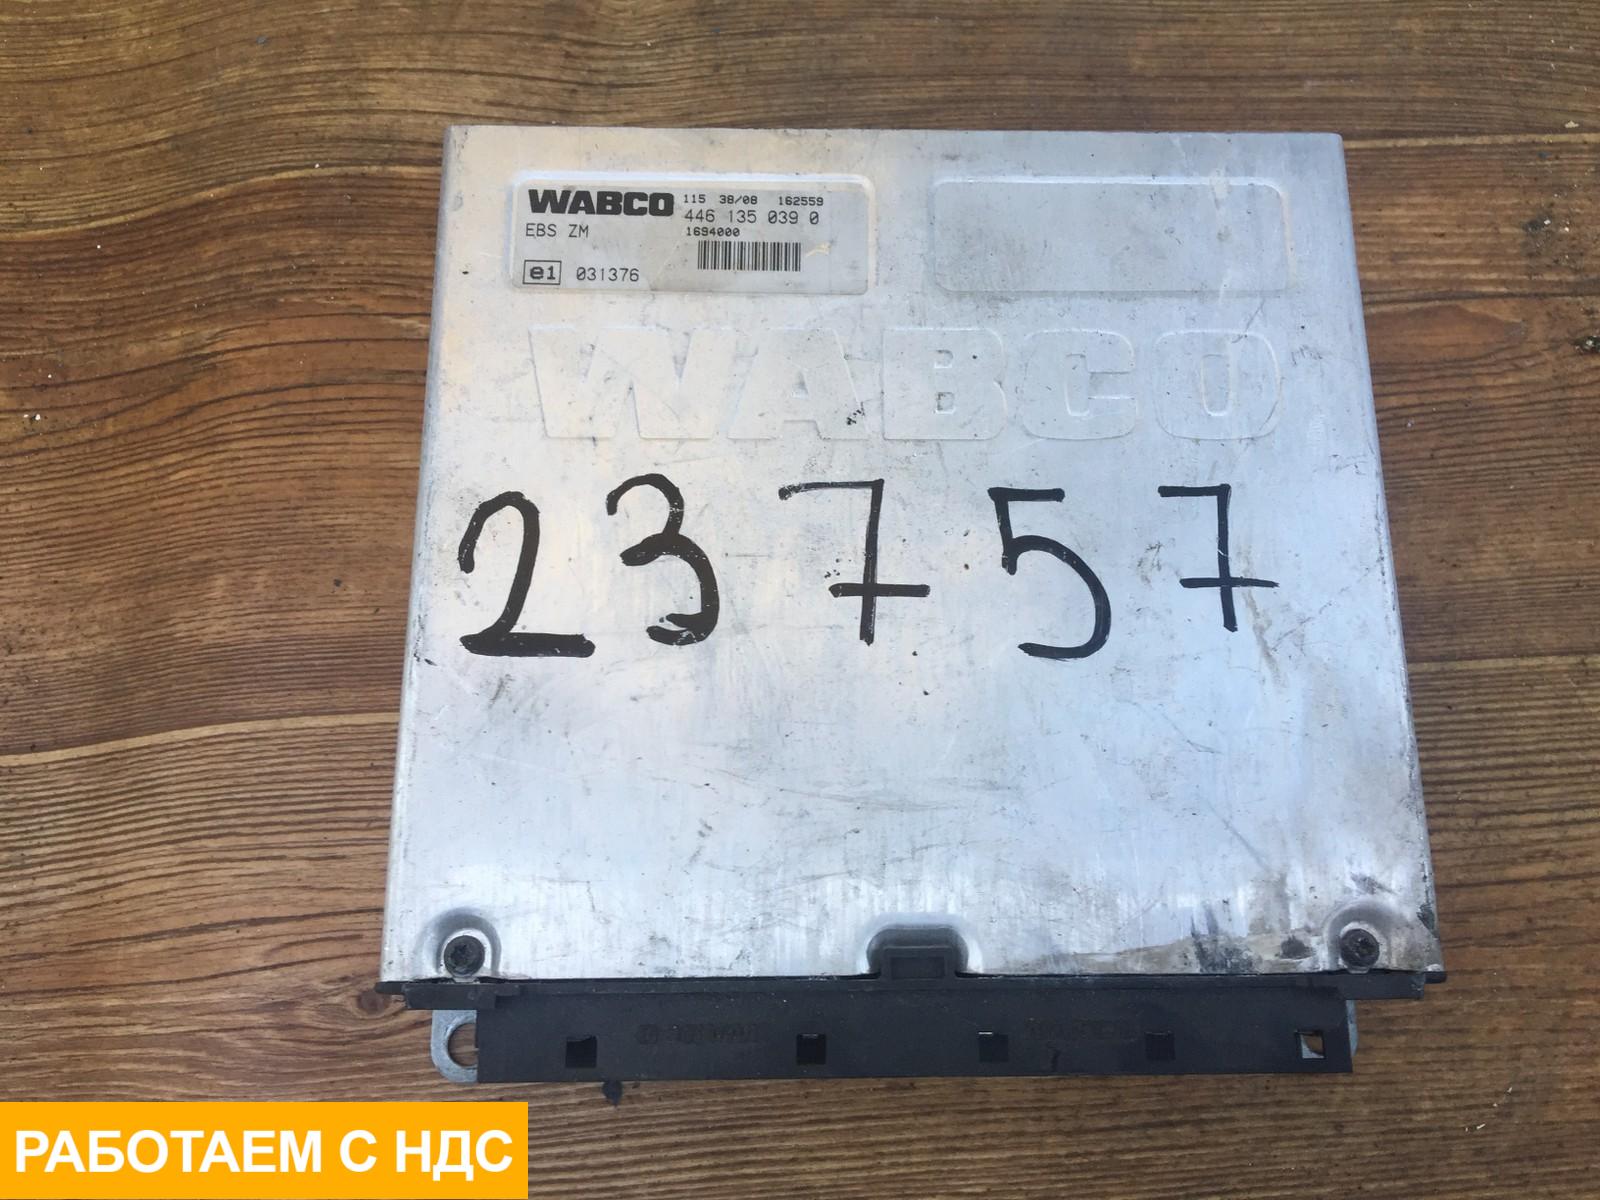 WABCO 115 38/08 162559
446 135 039 0
EBS ZM 1694000
e1 031376
WABCO
23757
РАБОТАЕМ С НДС